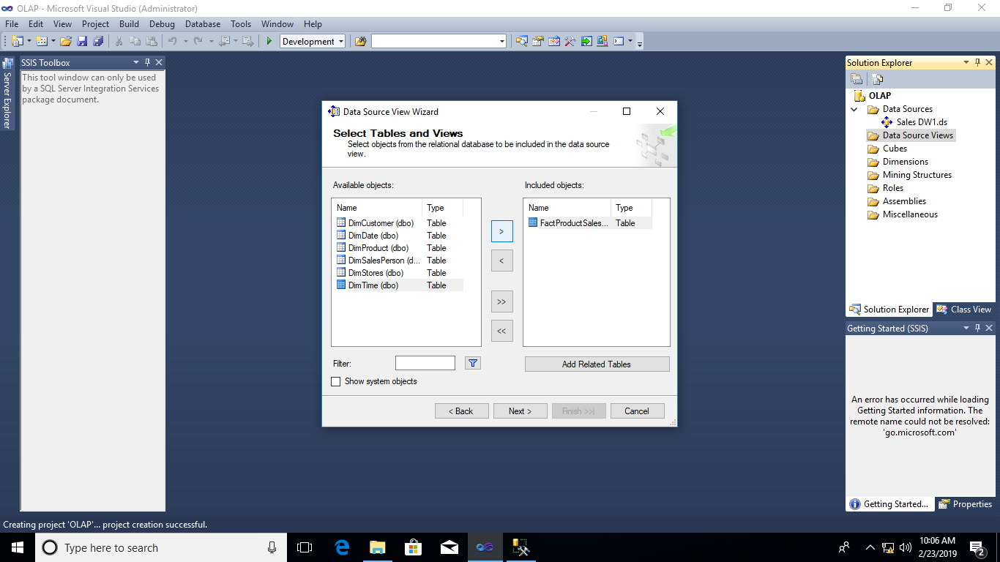 OLAP - Microsoft Visual Studio (Administrator)
File Edit View Project Build Debug Database Tools Window Help
Development
Server Explorer
SSIS Toolbox
This tool window can only be used
by a SQL Server Integration Services
package document.
Data Source View Wizard
Select Tables and Views
Select objects from the relational database to be included in the data source
view.
Available objects:
Name Type
DimCustomer (dbo) Table
DimDate (dbo) Table
DimProduct (dbo) Table
DimSalesPerson (d... Table
DimStores (dbo) Table
DimTime (dbo) Table
>
<
>>
<<
Included objects:
Name Type
FactProductSales... Table
Filter:
Show system objects
Add Related Tables
< Back Next > Finish >>| Cancel
Solution Explorer
OLAP
Data Sources
Sales DW1.ds
Data Source Views
Cubes
Dimensions
Mining Structures
Roles
Assemblies
Miscellaneous
Solution Explorer Class View
Getting Started (SSIS)
An error has occurred while loading
Getting Started information. The
remote name could not be resolved:
'go.microsoft.com'
Getting Started... Properties
Creating project 'OLAP'... project creation successful.
Type here to search
10:06 AM
2/23/2019
2